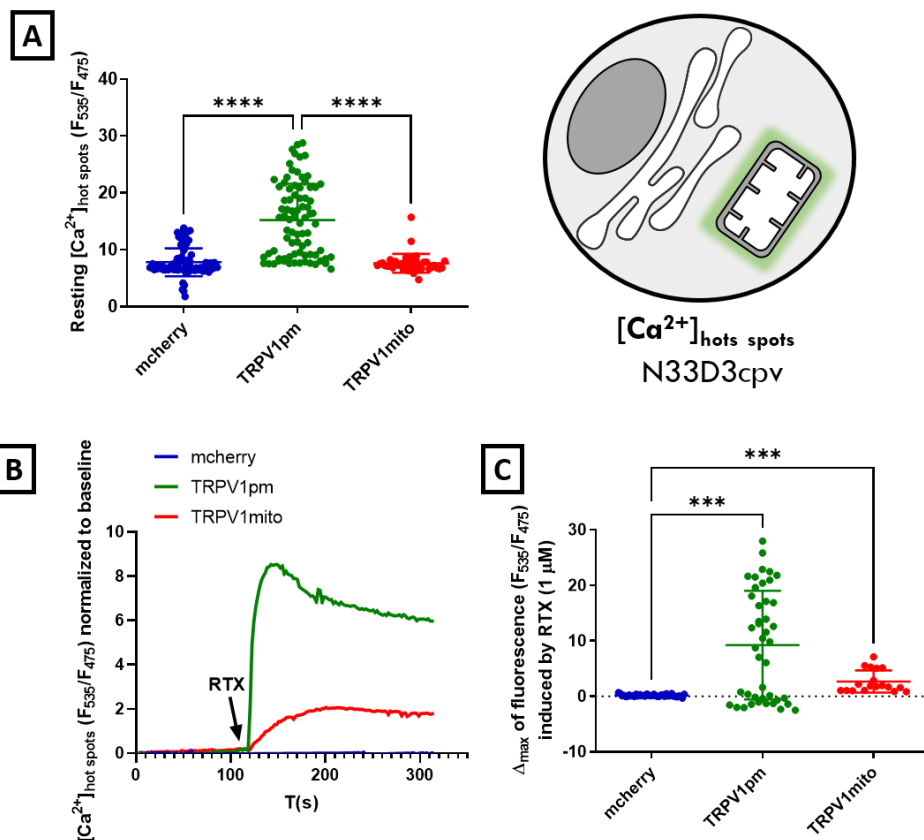 A
Resting [Ca²⁺]hot spots (F₅₃₅/F₄₇₅)
40
30
20
10
0
****
****
mcherry
TRPV1pm
TRPV1mito
[Ca²⁺]hots spots
N33D3cpv
B
[Ca²⁺]hot spots (F₅₃₅/F₄₇₅) normalized to baseline
mcherry
TRPV1pm
TRPV1mito
10
8
6
4
2
0
RTX
0
100
200
300
T(s)
C
Δmax of fluorescence (F₅₃₅/F₄₇₅)
induced by RTX (1 μM)
***
***
30
20
10
0
-10
mcherry
TRPV1pm
TRPV1mito